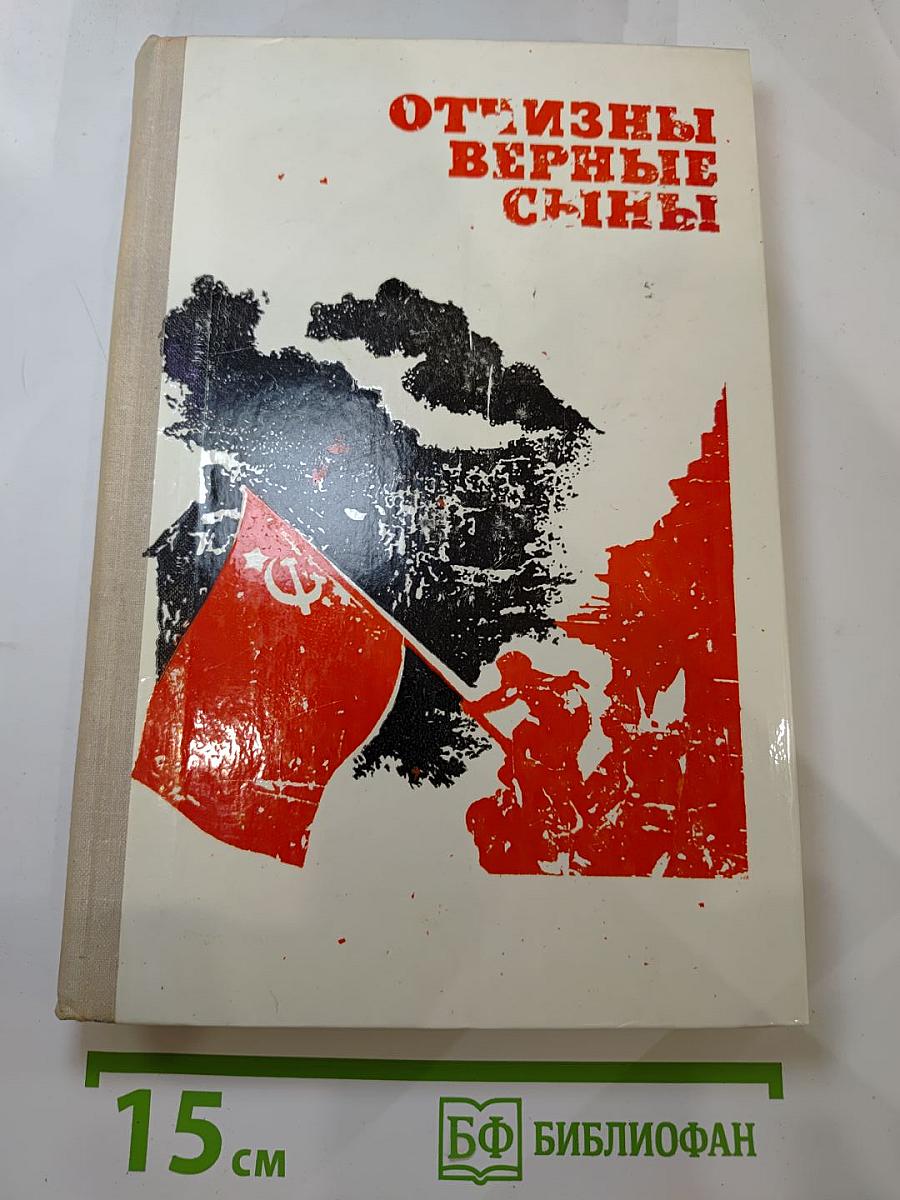 ОТЧИЗНЫ
ВЕРНЫЕ
СЫНЫ
15 см
БФ БИБЛИОФАН